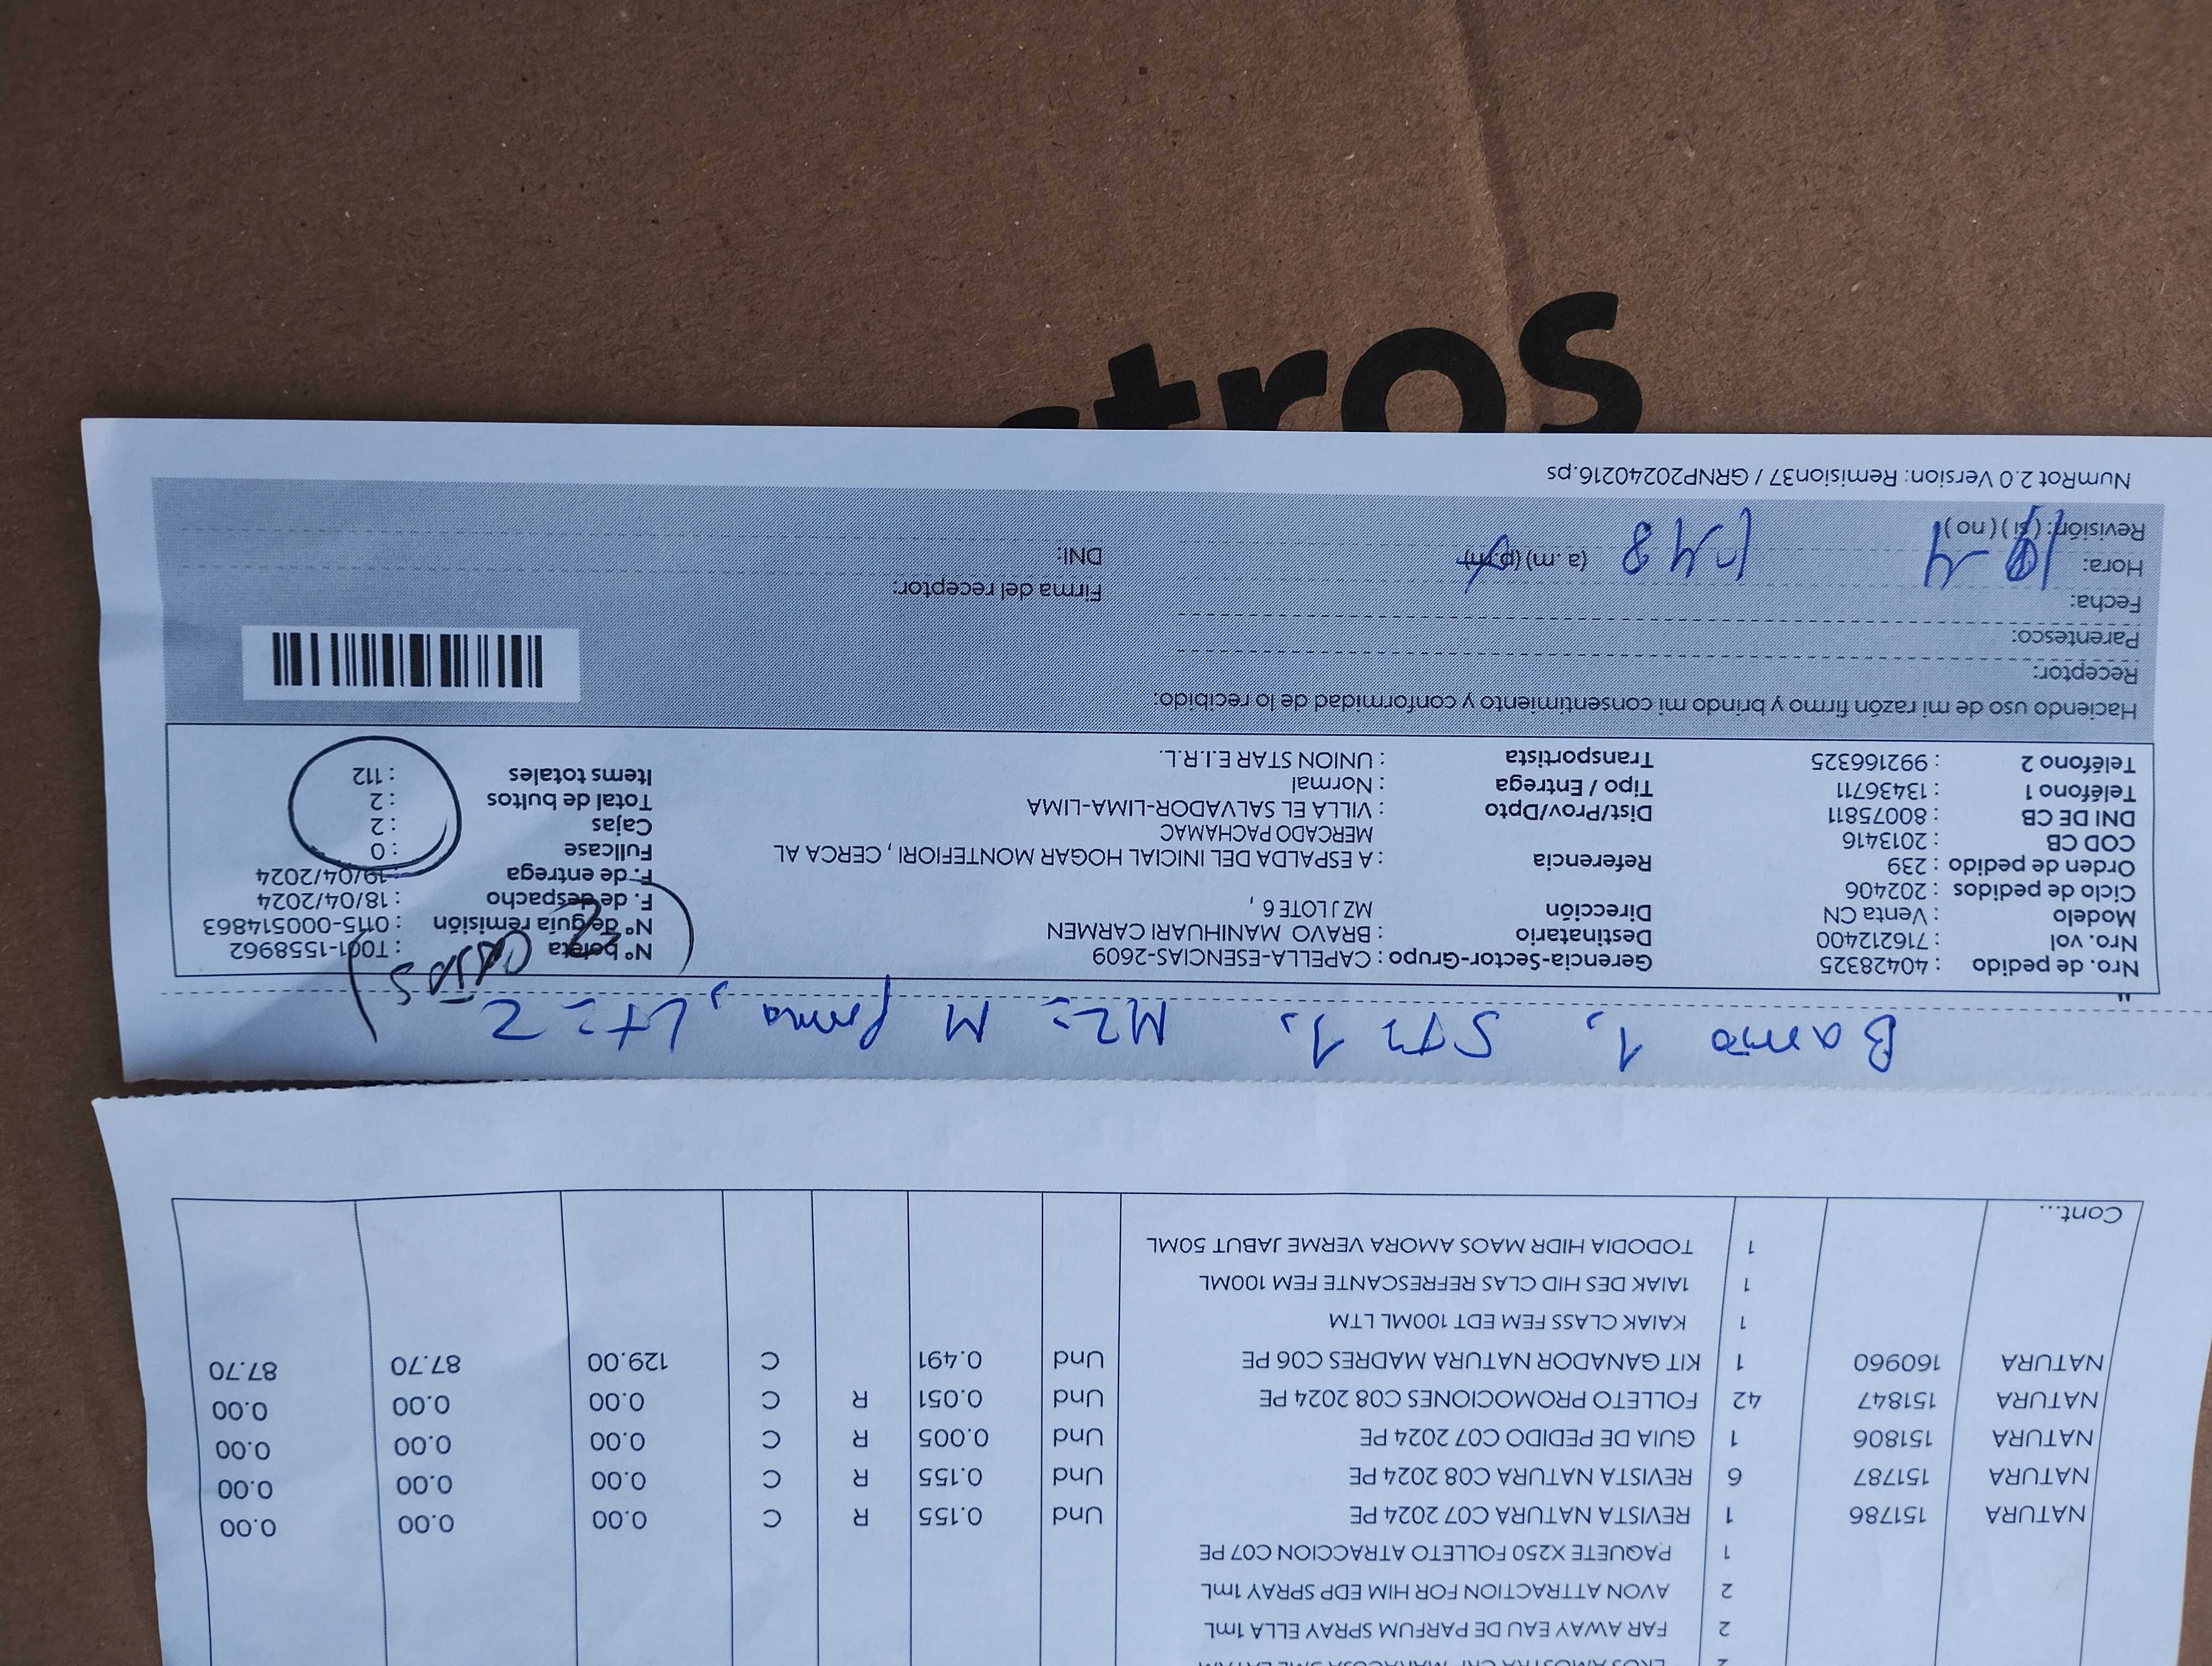 EKOS AMOSTRA CRP MARACUJA 5ML LATAM 2
FAR AWAY EAU DE PARFUM SPRAY ELLA 1mL 2
AVON ATTRACTION FOR HIM EDP SPRAY 1mL 2
PAQUETE X250 FOLLETO ATRACCION C07 PE 1
NATURA 151786 1 REVISTA NATURA C07 2024 PE Und 0.155 R C 0.00 0.00 0.00
NATURA 151787 6 REVISTA NATURA C08 2024 PE Und 0.155 R C 0.00 0.00 0.00
NATURA 151806 1 GUIA DE PEDIDO C07 2024 PE Und 0.005 R C 0.00 0.00 0.00
NATURA 151847 42 FOLLETO PROMOCIONES C08 2024 PE Und 0.051 R C 0.00 0.00 0.00
NATURA 160960 1 KIT GANADOR NATURA MADRES C06 PE Und 0.491 C 129.00 87.70 87.70
1 KAIAK CLASS FEM EDT 100ML LTM
1 1AIAK DES HID CLAS REFRESCANTE FEM 100ML
1 TODODIA HIDR MAOS AMORA VERME JABUT 50ML
Cont...
1, 1, MZ = M , Lt = 2
Nro. de pedido : 40428325 Gerencia-Sector-Grupo : CAPELLA-ESENCIAS-2609 N° boleta : T001-1558962
Nro. vol : 716212400 Destinatario : BRAVO MANIHUARI CARMEN N° de guía remisión : 0115-000514863
Modelo : Venta CN Dirección MZ J LOTE 6 , F. de despacho : 18/04/2024
Ciclo de pedidos : 202406 F. de entrega : 19/04/2024
Orden de pedido : 239 Referencia : A ESPALDA DEL INICIAL HOGAR MONTEFIORI , CERCA AL Fullcase : 0
COD CB : 2013416 MERCADO PACHAMAC Cajas : 2
DNI DE CB : 80075811 Dist/Prov/Dpto : VILLA EL SALVADOR-LIMA-LIMA Total de bultos : 2
Teléfono 1 : 13436711 Tipo / Entrega : Normal Items totales : 112
Teléfono 2 : 992166325 Transportista : UNION STAR E.I.R.L.
Haciendo uso de mi razón firmo y brindo mi consentimiento y conformidad de lo recibido:
Receptor:
Parentesco:
Fecha:
Firma del receptor:
Hora: 1:48 (a. m) (p. m)
DNI:
Revisión: (si) (no)
NumRot 2.0 Version: Remision37 / GRNP20240216.ps